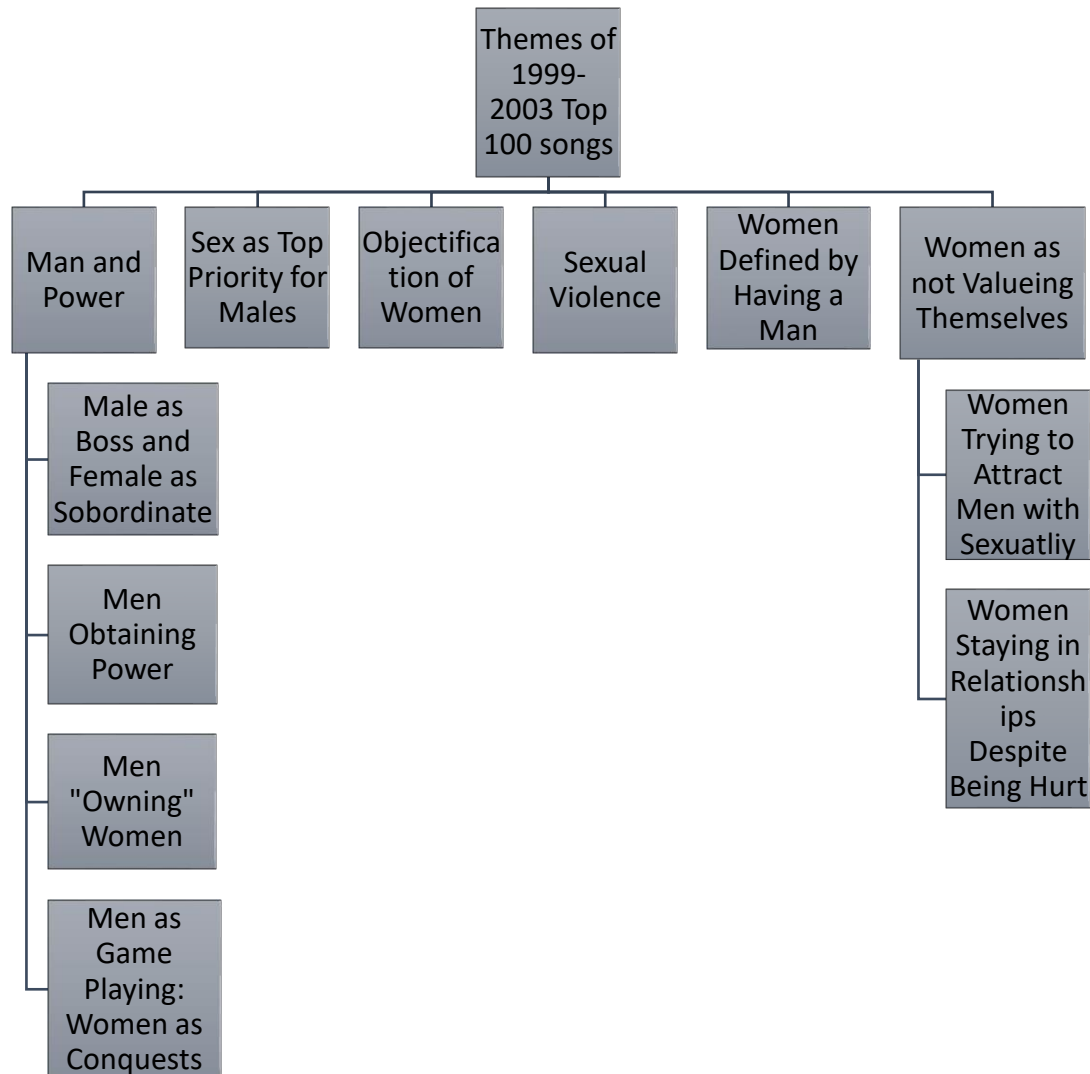 Themes of
1999-
2003 Top
100 songs
Man and
Power
Sex as Top
Priority for
Males
Objectifica
tion of
Women
Sexual
Violence
Women
Defined by
Having a
Man
Women as
not Valueing
Themselves
Male as
Boss and
Female as
Sobordinate
Men
Obtaining
Power
Men
"Owning"
Women
Men as
Game
Playing:
Women as
Conquests
Women
Trying to
Attract
Men with
Sexuatliy
Women
Staying in
Relationsh
ips
Despite
Being Hurt